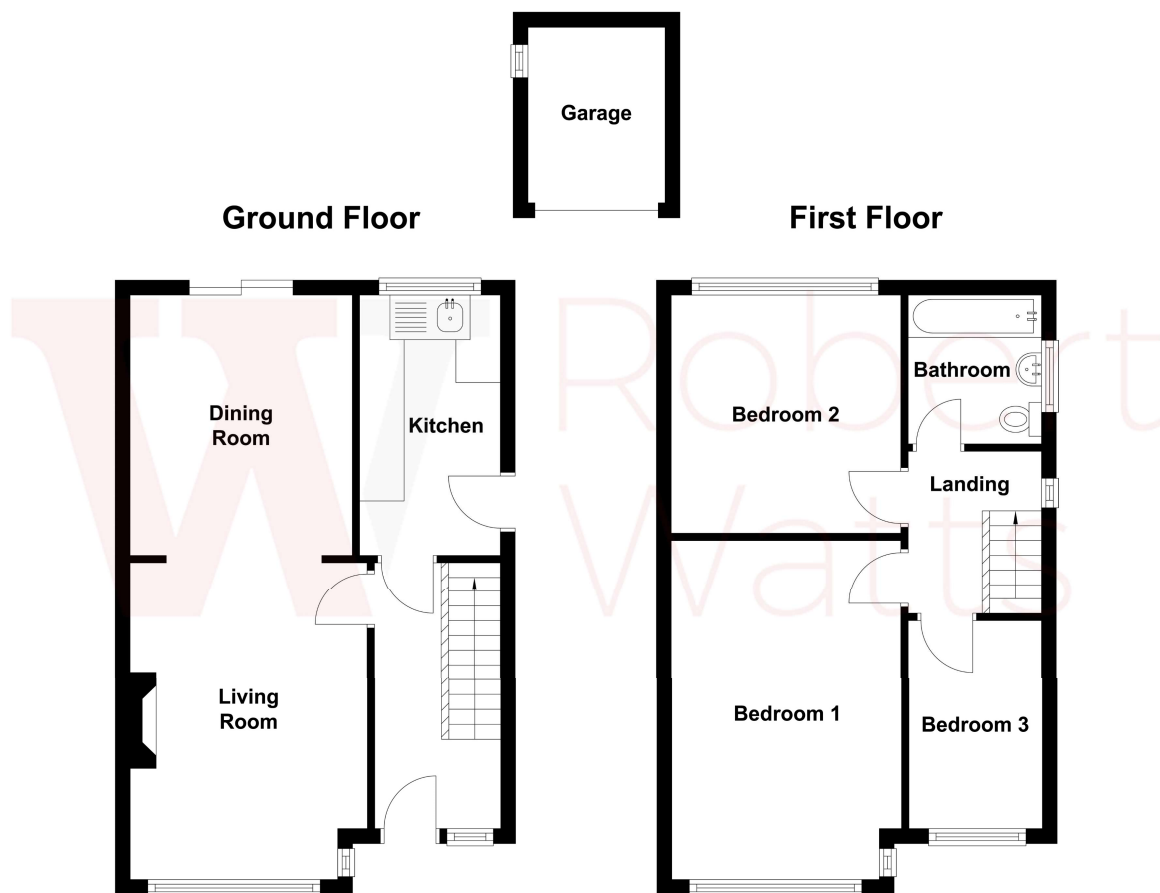 Garage
Ground Floor
First Floor
Dining
Room
Kitchen
Living
Room
Bedroom 2
Bathroom
Landing
Bedroom 1
Bedroom 3
W Robert
Watts